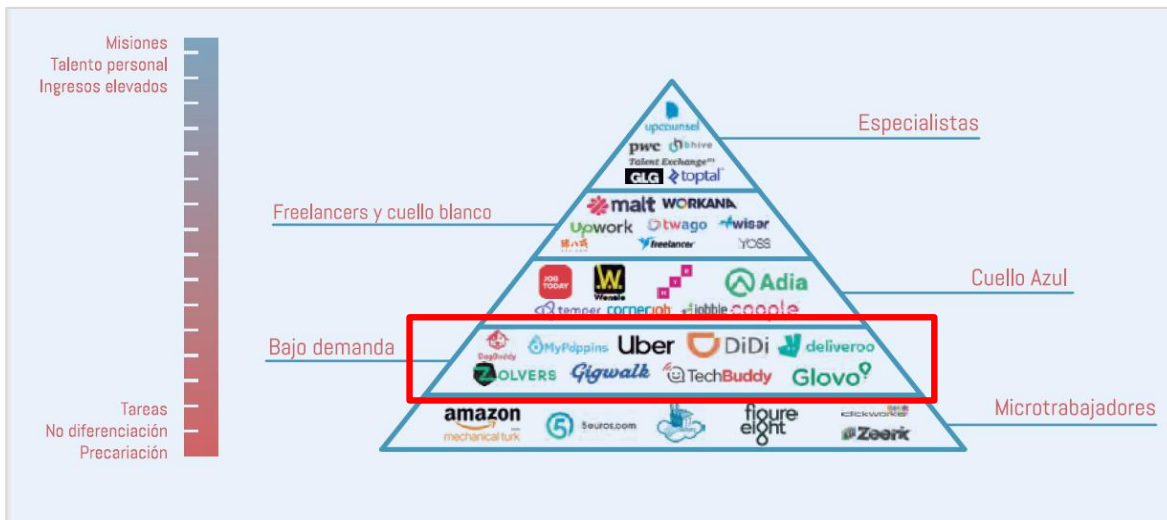 Misiones
Talento personal
Ingresos elevados
upcounsel
pwc bhive
Talent Exchange
GLG toptal
Especialistas
malt WORKANA
Upwork twago wisar
freelancer YOSS
Freelancers y cuello blanco
JOB TODAY W Wonolo HYR Adia
temper cornerjob jobble coople
Cuello Azul
DogBuddy MyPoppins Uber DiDi deliveroo
ZOLVERS Gigwalk TechBuddy Glovo
Bajo demanda
amazon 5euros.com figure clickworker
mechanical turk eight Zeerk
Microtrabajadores
Tareas
No diferenciación
Precariación